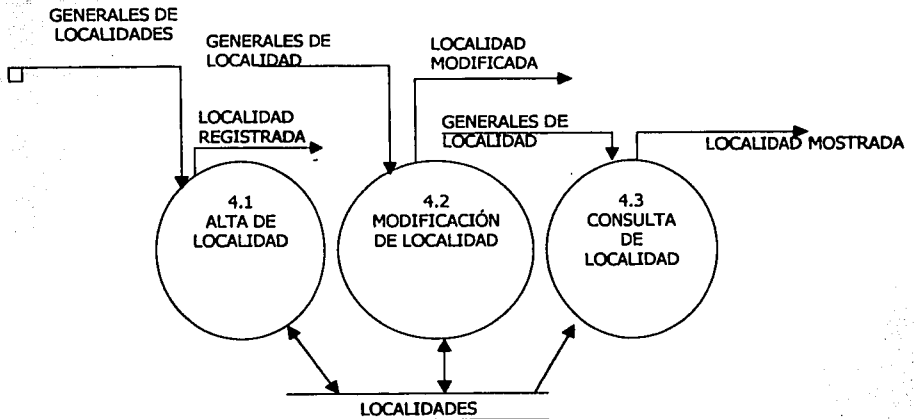 GENERALES DE
LOCALIDADES
GENERALES DE
LOCALIDAD
LOCALIDAD
MODIFICADA
LOCALIDAD
REGISTRADA
GENERALES DE
LOCALIDAD
LOCALIDAD MOSTRADA
4.1
ALTA DE
LOCALIDAD
4.2
MODIFICACIÓN
DE LOCALIDAD
4.3
CONSULTA
DE
LOCALIDAD
LOCALIDADES